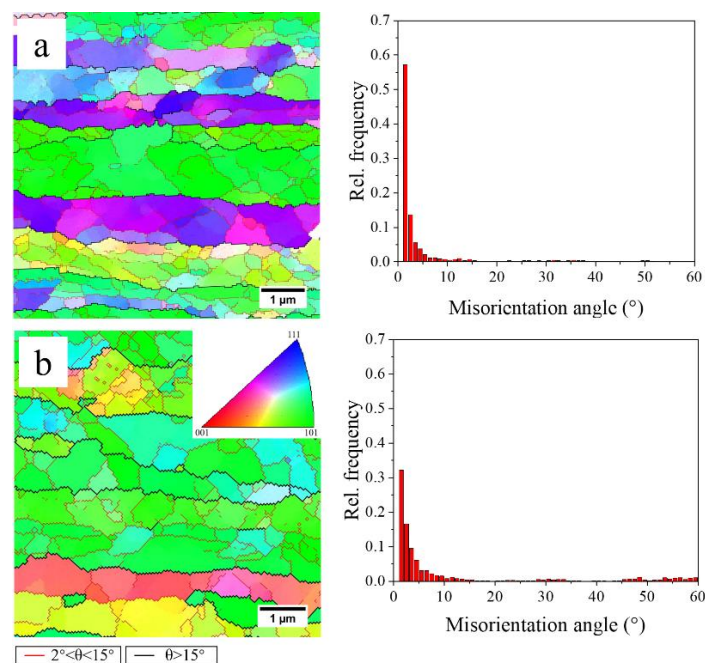 a
1 µm
0.7
0.6
0.5
0.4
0.3
0.2
0.1
0.0
0 10 20 30 40 50 60
Rel. frequency
Misorientation angle (°)
b
111
001
101
1 µm
0.7
0.6
0.5
0.4
0.3
0.2
0.1
0.0
0 10 20 30 40 50 60
Rel. frequency
Misorientation angle (°)
2°<θ<15° θ>15°